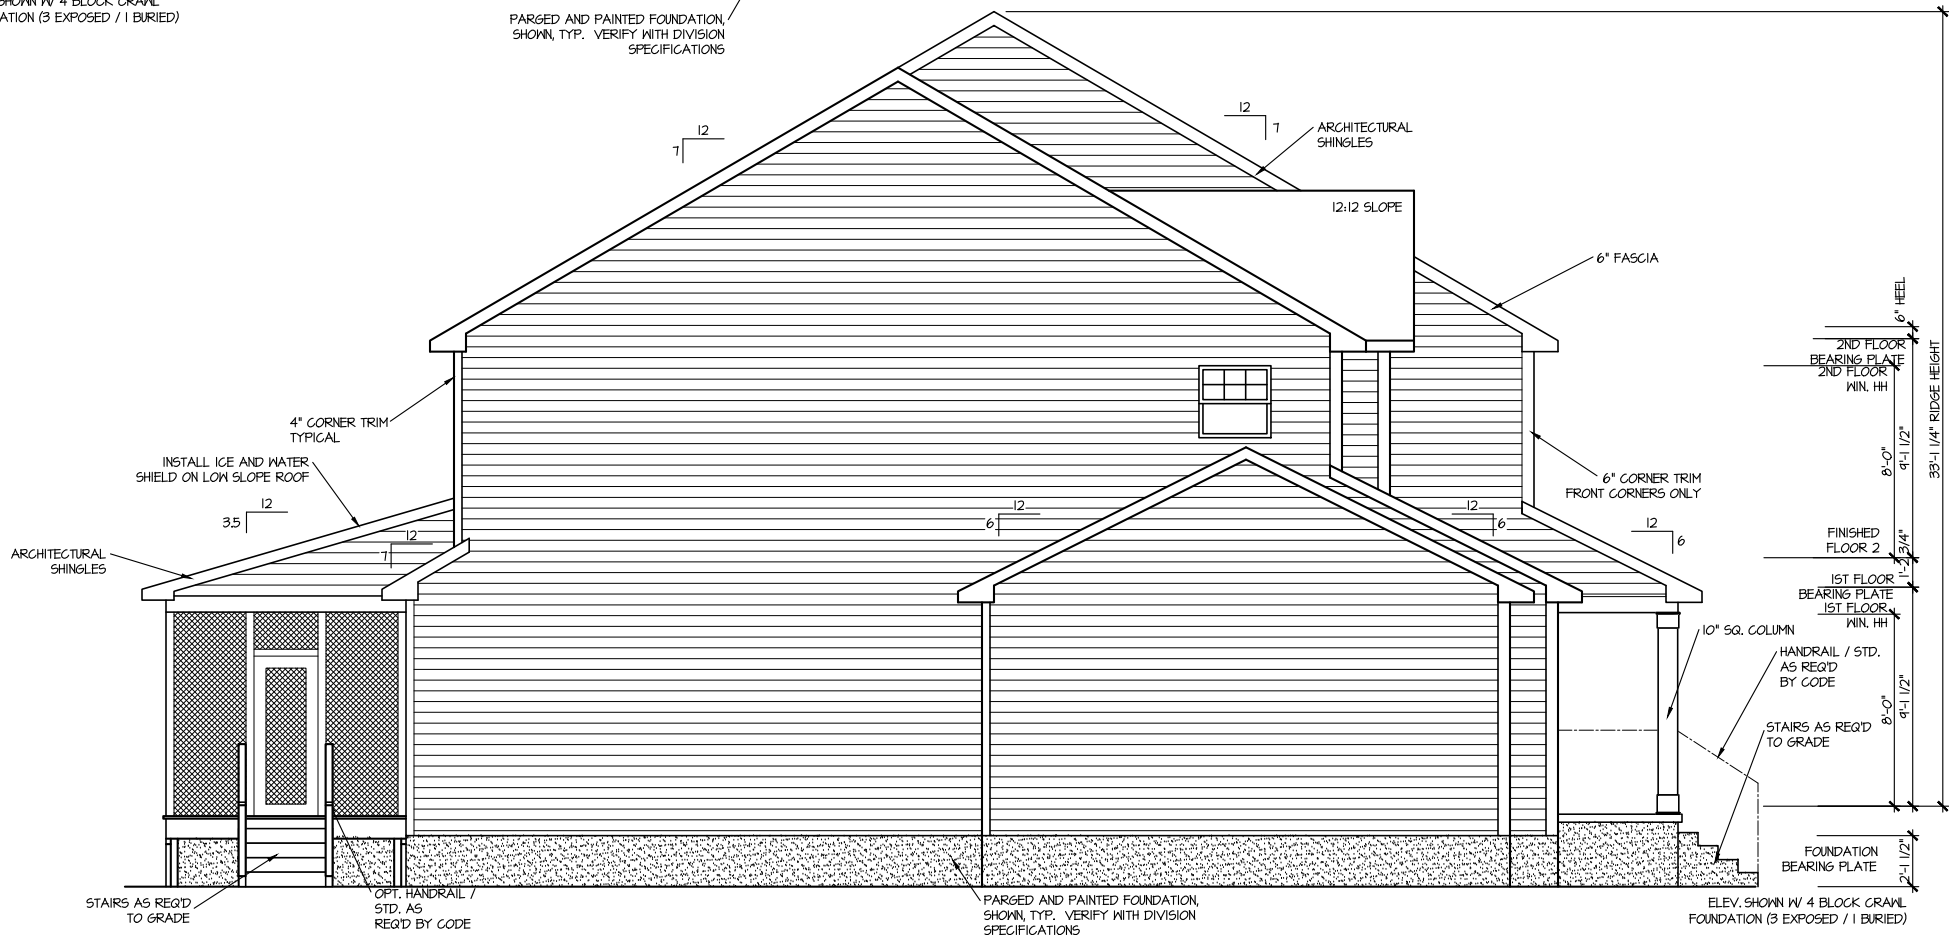 SHOWN W/ 4 BLOCK CRAWL
ATION (3 EXPOSED / 1 BURIED)
PARGED AND PAINTED FOUNDATION,
SHOWN, TYP. VERIFY WITH DIVISION
SPECIFICATIONS
12
7
12
7
ARCHITECTURAL
SHINGLES
12:12 SLOPE
6" FASCIA
4" CORNER TRIM
TYPICAL
INSTALL ICE AND WATER
SHIELD ON LOW SLOPE ROOF
12
3.5
12
7
ARCHITECTURAL
SHINGLES
12
6
12
6
12
6
6" CORNER TRIM
FRONT CORNERS ONLY
6" HEEL
2ND FLOOR
BEARING PLATE
2ND FLOOR
WIN. HH
8'-0"
9'-1 1/2"
33'-1 1/4" RIDGE HEIGHT
FINISHED
FLOOR 2
1'-2 3/4"
1ST FLOOR
BEARING PLATE
1ST FLOOR
WIN. HH
10" SQ. COLUMN
HANDRAIL / STD.
AS REQ'D
BY CODE
8'-0"
9'-1 1/2"
STAIRS AS REQ'D
TO GRADE
FOUNDATION
BEARING PLATE
2'-1 1/2"
STAIRS AS REQ'D
TO GRADE
OPT. HANDRAIL /
STD. AS
REQ'D BY CODE
PARGED AND PAINTED FOUNDATION,
SHOWN, TYP. VERIFY WITH DIVISION
SPECIFICATIONS
ELEV. SHOWN W/ 4 BLOCK CRAWL
FOUNDATION (3 EXPOSED / 1 BURIED)